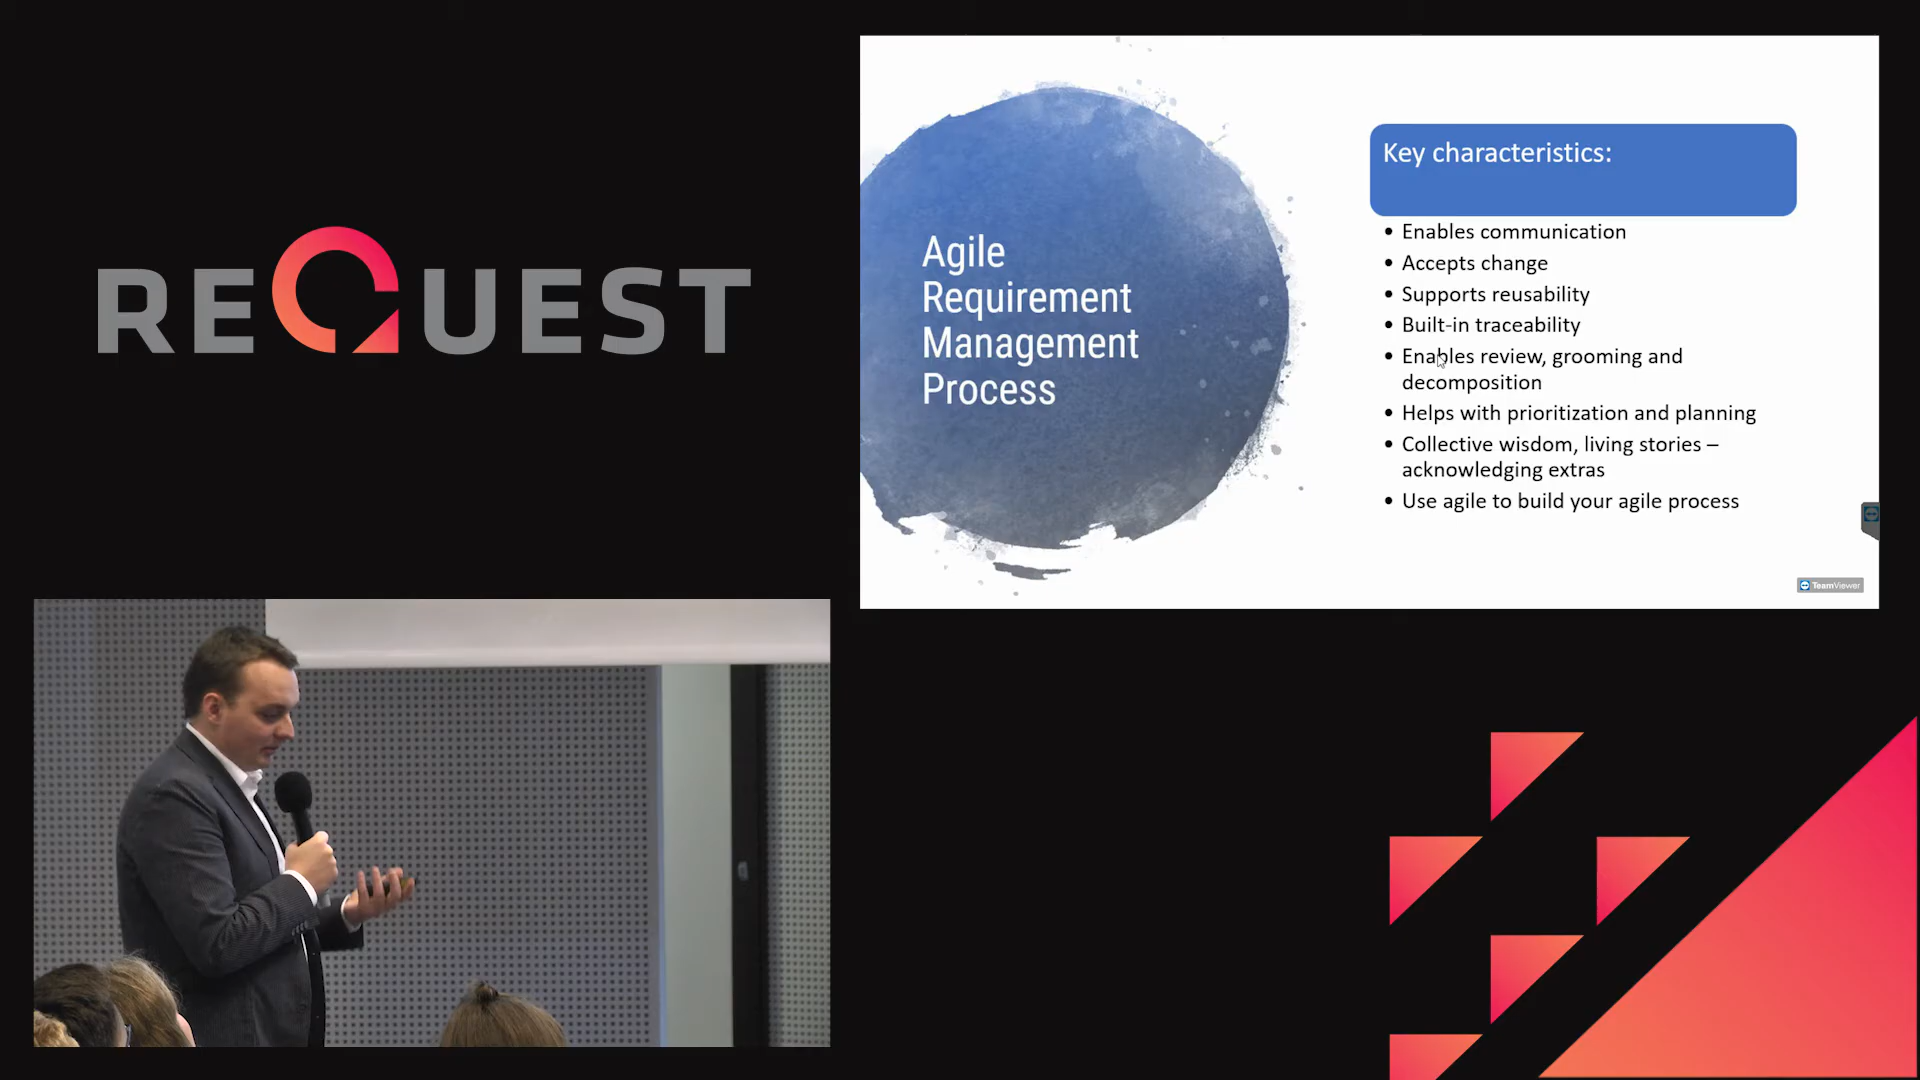 REQUEST
Agile
Requirement
Management
Process
Key characteristics:
• Enables communication
• Accepts change
• Supports reusability
• Built-in traceability
• Enables review, grooming and
decomposition
• Helps with prioritization and planning
• Collective wisdom, living stories –
acknowledging extras
• Use agile to build your agile process
TeamViewer